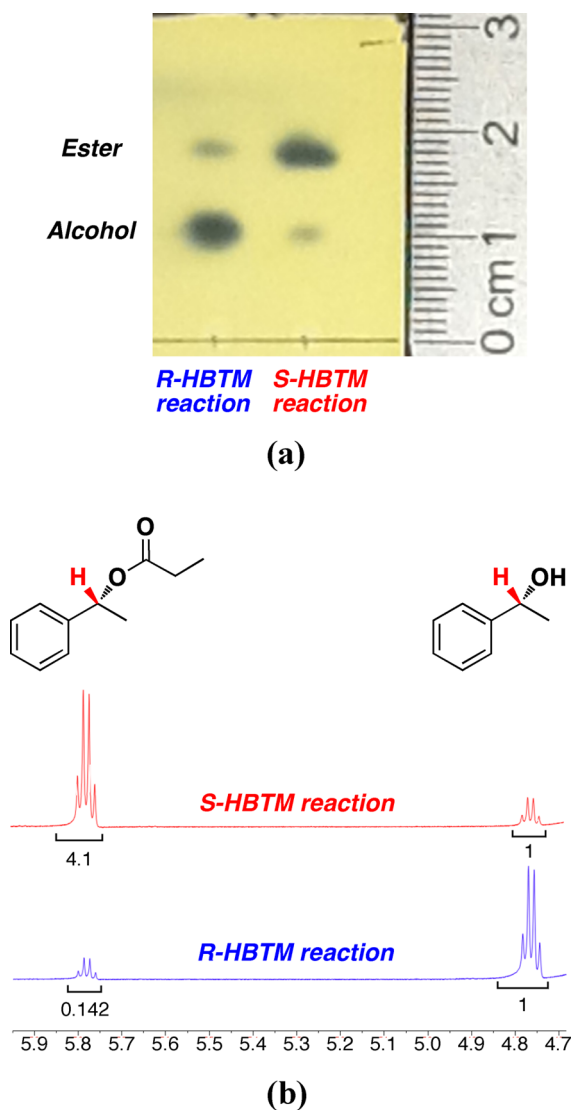 3
Ester
2
Alcohol
1
0 cm
R-HBTM S-HBTM
reaction reaction
(a)
O
H O
H OH
S-HBTM reaction
4.1 1
R-HBTM reaction
0.142 1
5.9 5.8 5.7 5.6 5.5 5.4 5.3 5.2 5.1 5.0 4.9 4.8 4.7
(b)